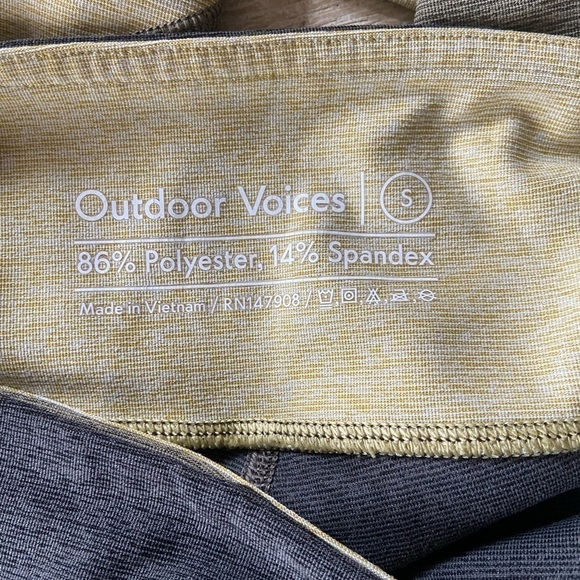 Outdoor Voices | S
86% Polyester, 14% Spandex
Made in Vietnam / RN147908 /